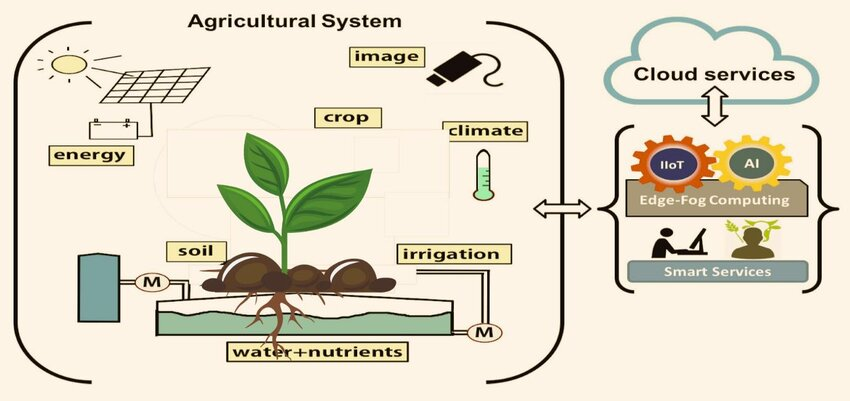 Agricultural System
image
Cloud services
crop
climate
energy
IIoT
AI
Edge-Fog Computing
soil
irrigation
M
Smart Services
M
water+nutrients